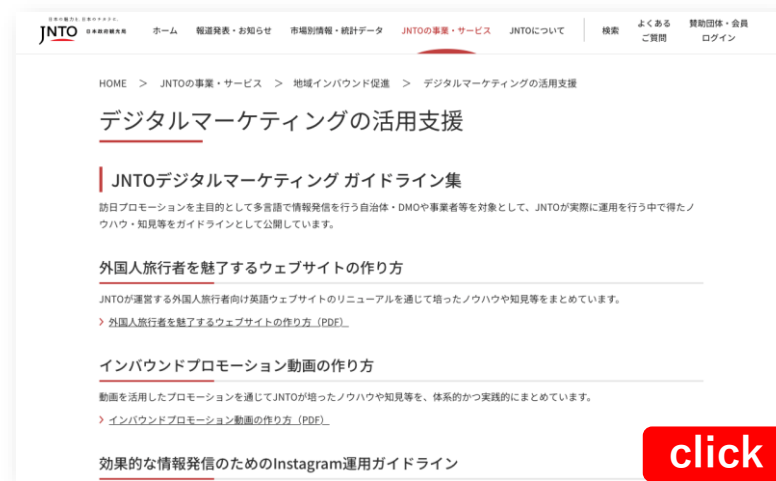 日本の魅力を、日本のチカラに。
JNTO 日本政府観光局
ホーム 報道発表・お知らせ 市場別情報・統計データ JNTOの事業・サービス JNTOについて 検索 よくある ご質問 賛助団体・会員 ログイン
HOME > JNTOの事業・サービス > 地域インバウンド促進 > デジタルマーケティングの活用支援
デジタルマーケティングの活用支援
JNTOデジタルマーケティング ガイドライン集
訪日プロモーションを主目的として多言語で情報発信を行う自治体・DMOや事業者等を対象として、JNTOが実際に運用を行う中で得たノ
ウハウ・知見等をガイドラインとして公開しています。
外国人旅行者を魅了するウェブサイトの作り方
JNTOが運営する外国人旅行者向け英語ウェブサイトのリニューアルを通じて培ったノウハウや知見等をまとめています。
> 外国人旅行者を魅了するウェブサイトの作り方（PDF）
インバウンドプロモーション動画の作り方
動画を活用したプロモーションを通じてJNTOが培ったノウハウや知見等を、体系的かつ実践的にまとめています。
> インバウンドプロモーション動画の作り方（PDF）
効果的な情報発信のためのInstagram運用ガイドライン
click